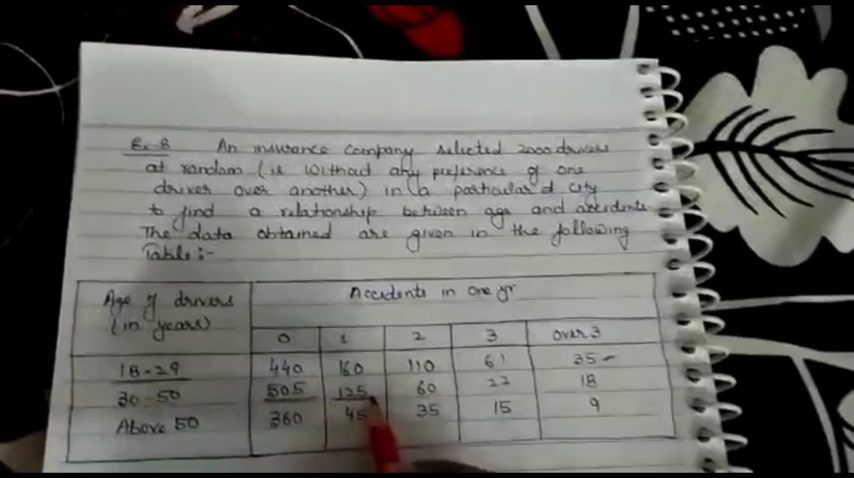 Ex-8 An insurance company selected 2000 drivers
at random (ie without any preference of one
driver over another) in a particular city
to find a relationship between age and accidents
The data obtained are given in the following
Table :-
Age of drivers (in years) Accidents in one yr
0 1 2 3 over 3
18-29 440 160 110 61 35
30-50 505 125 60 22 18
Above 50 360 45 35 15 9